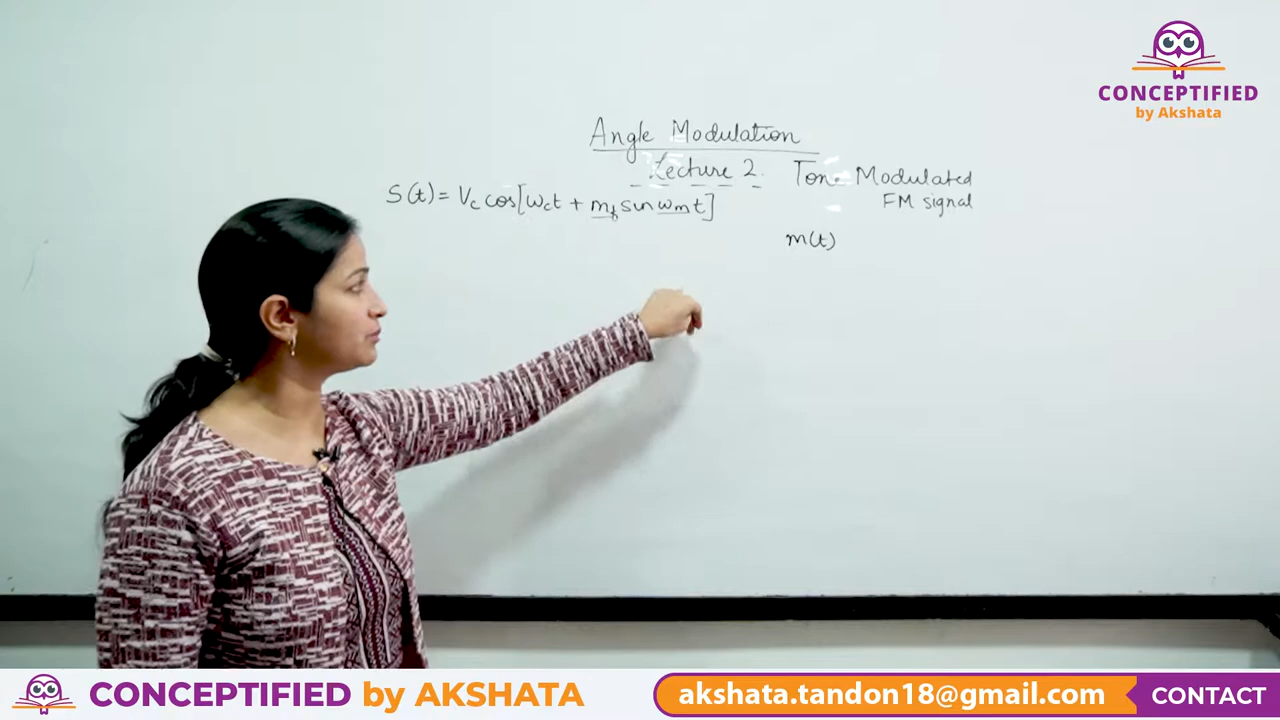 CONCEPTIFIED
by Akshata
Angle Modulation
Lecture 2. Tone Modulated
FM signal
S(t) = Vc cos[ωct + mf sin ωmt]
m(t)
CONCEPTIFIED by AKSHATA
akshata.tandon18@gmail.com CONTACT